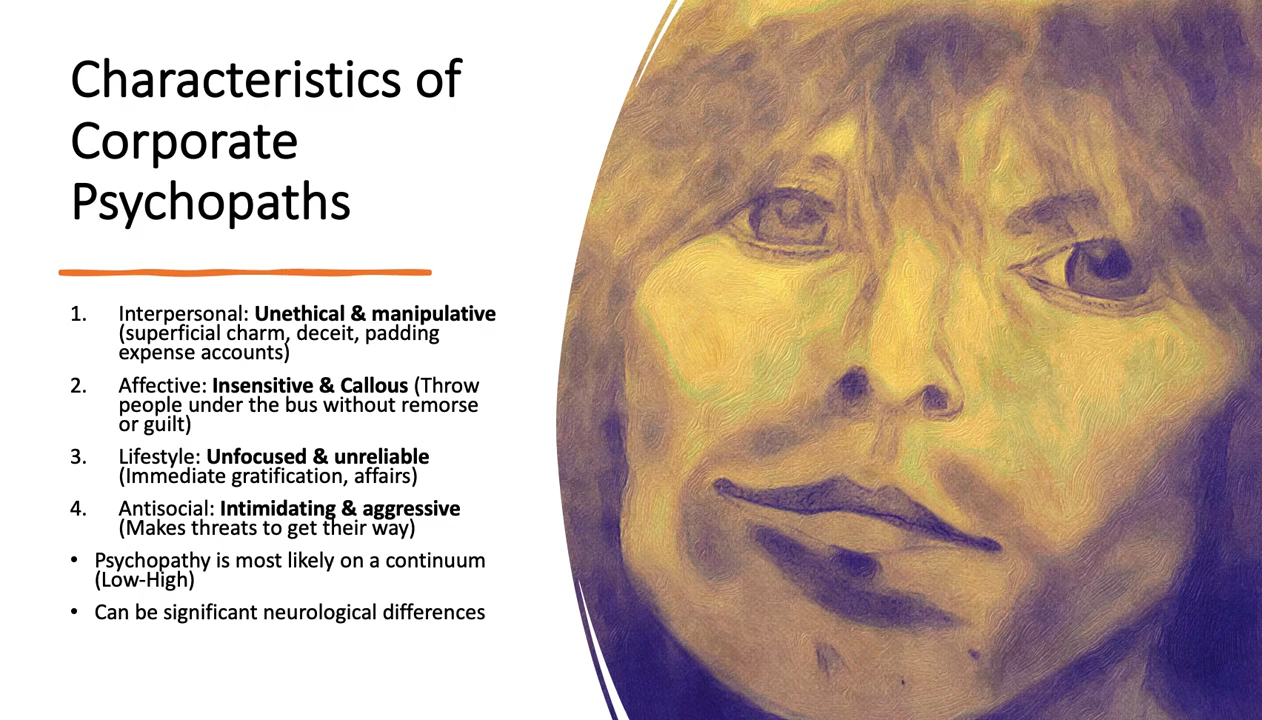 Characteristics of
Corporate
Psychopaths
1. Interpersonal: Unethical & manipulative
(superficial charm, deceit, padding
expense accounts)
2. Affective: Insensitive & Callous (Throw
people under the bus without remorse
or guilt)
3. Lifestyle: Unfocused & unreliable
(Immediate gratification, affairs)
4. Antisocial: Intimidating & aggressive
(Makes threats to get their way)
• Psychopathy is most likely on a continuum
(Low-High)
• Can be significant neurological differences